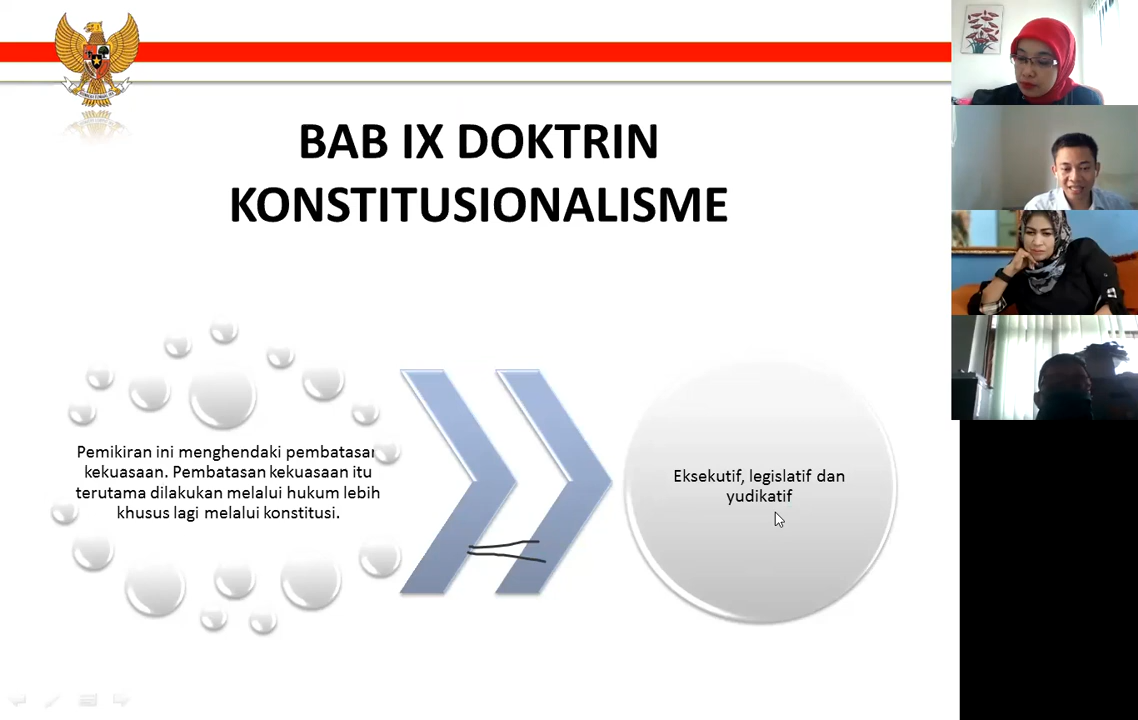 BAB IX DOKTRIN
KONSTITUSIONALISME
Pemikiran ini menghendaki pembatasan
kekuasaan. Pembatasan kekuasaan itu
terutama dilakukan melalui hukum lebih
khusus lagi melalui konstitusi.
Eksekutif, legislatif dan
yudikatif